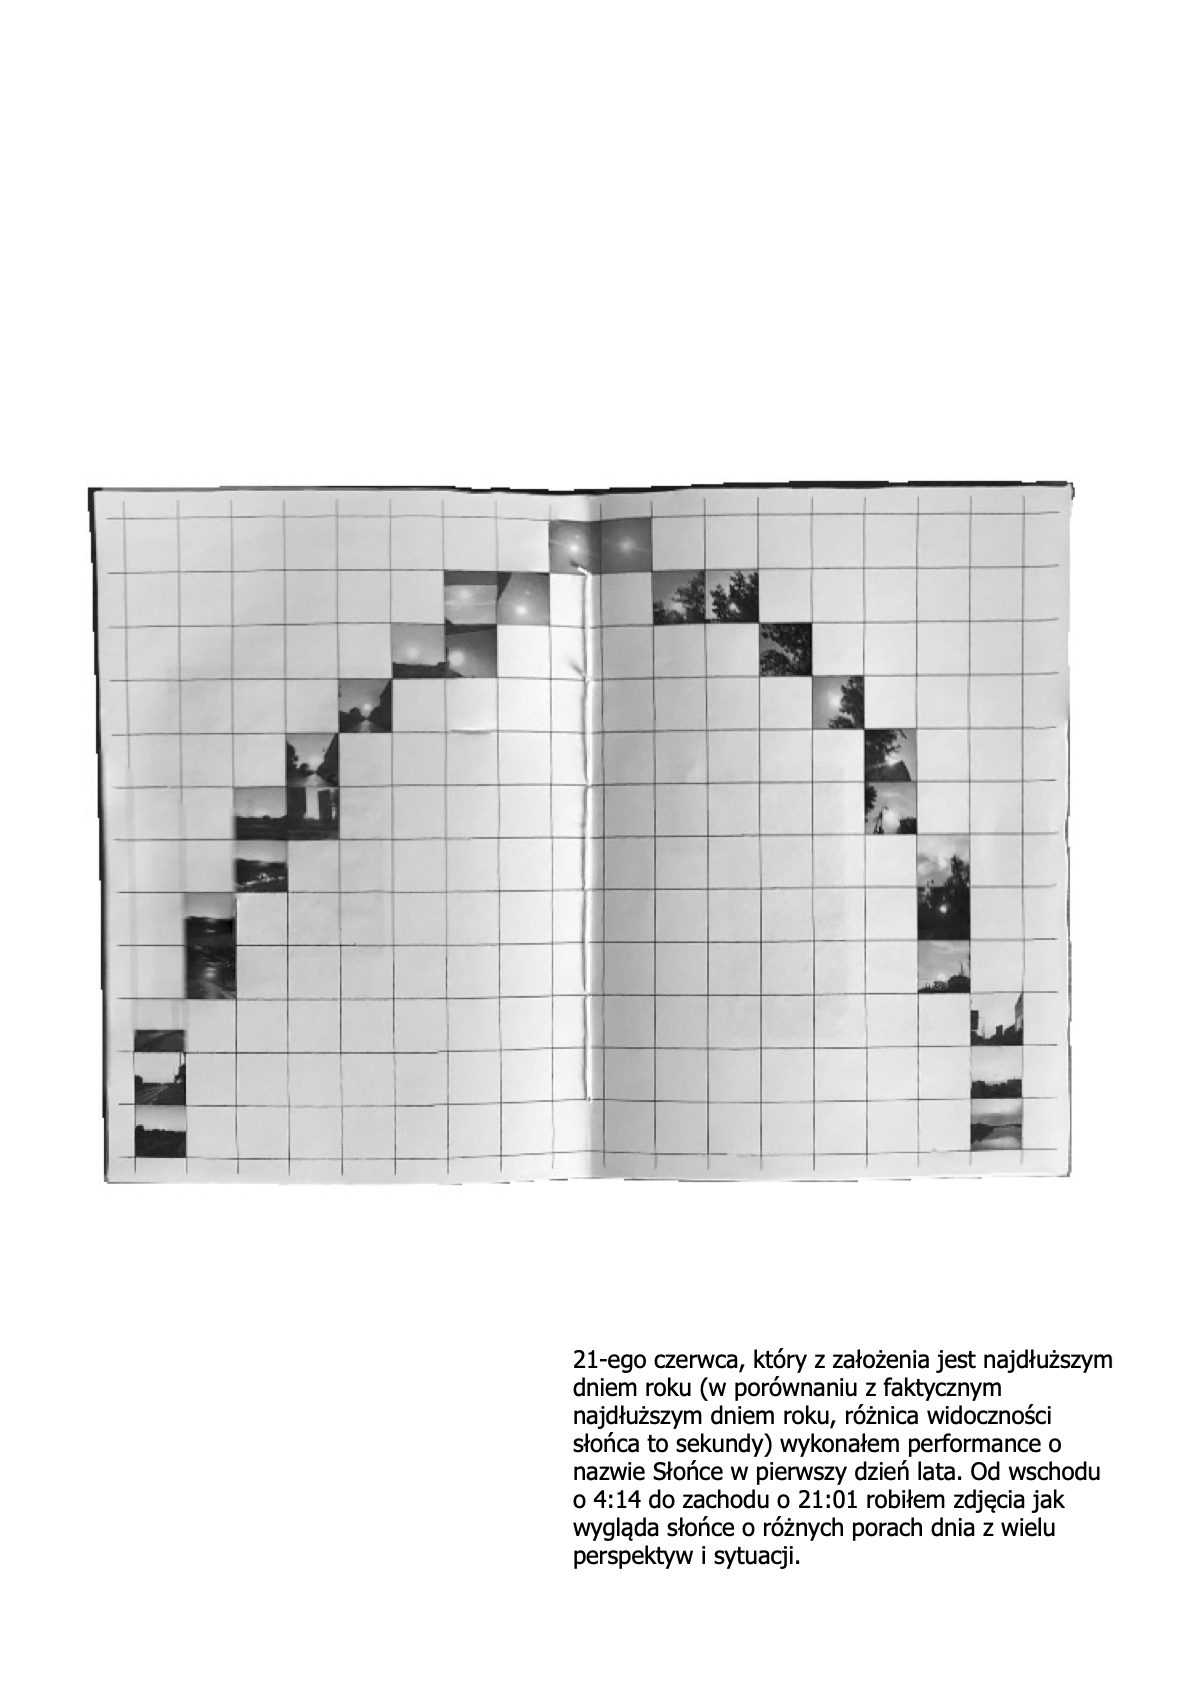 21-ego czerwca, który z założenia jest najdłuższym
dniem roku (w porównaniu z faktycznym
najdłuższym dniem roku, różnica widoczności
słońca to sekundy) wykonałem performance o
nazwie Słońce w pierwszy dzień lata. Od wschodu
o 4:14 do zachodu o 21:01 robiłem zdjęcia jak
wygląda słońce o różnych porach dnia z wielu
perspektyw i sytuacji.